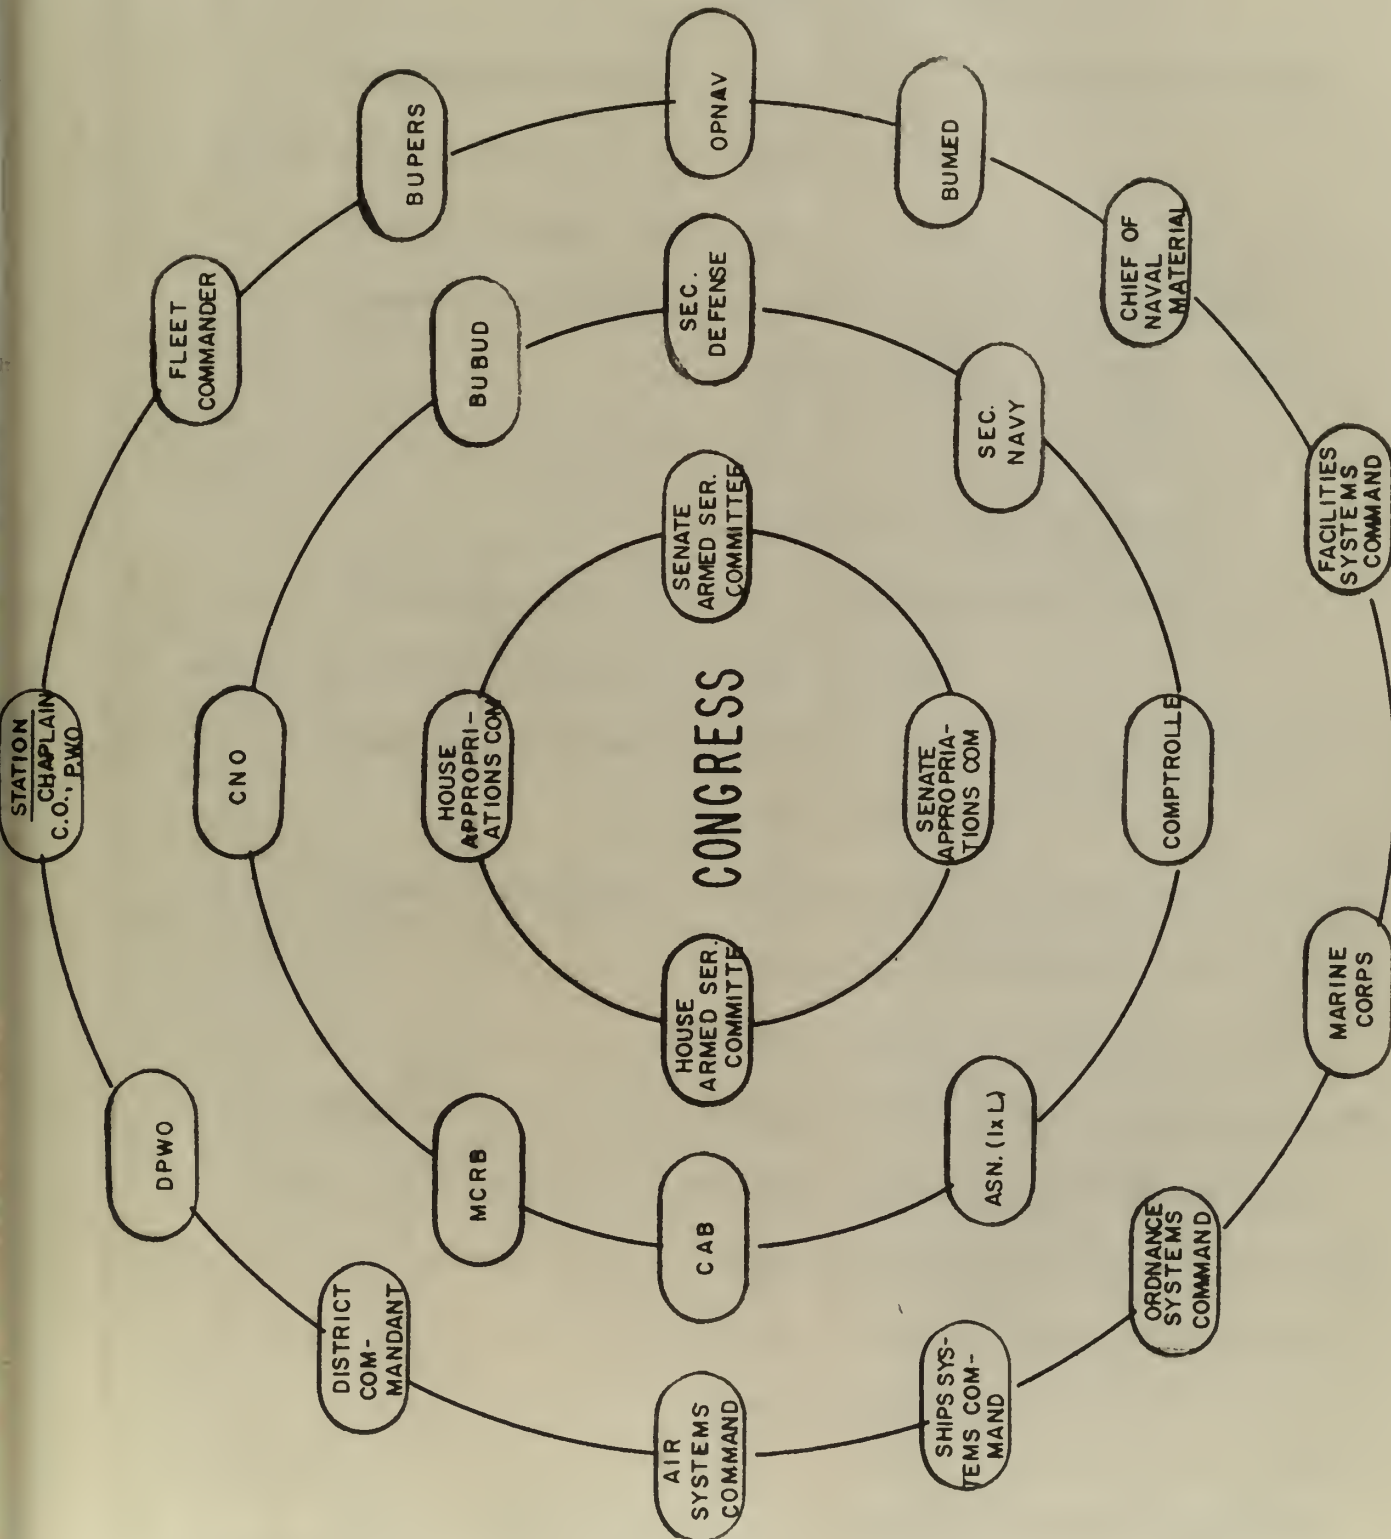 STATION
CHAPLAIN
C.O., PWO
FLEET
COMMANDER
BUPERS
OPNAV
BUMED
CHIEF OF
NAVAL
MATERIAL
FACILITIES
SYSTEMS
COMMAND
MARINE
CORPS
ORDNANCE
SYSTEMS
COMMAND
SHIPS SYS-
TEMS COM-
MAND
AIR
SYSTEMS
COMMAND
DISTRICT
COM-
MANDANT
DPWO
CNO
BUBUD
SEC.
DEFENSE
SEC.
NAVY
COMPTROLLE
ASN. (I x L)
CAB
MCRB
HOUSE
APPROPRI-
ATIONS COM
SENATE
ARMED SER.
COMMITTEE
SENATE
APPROPRIA-
TIONS COM
HOUSE
ARMED SER.
COMMITTE
CONGRESS